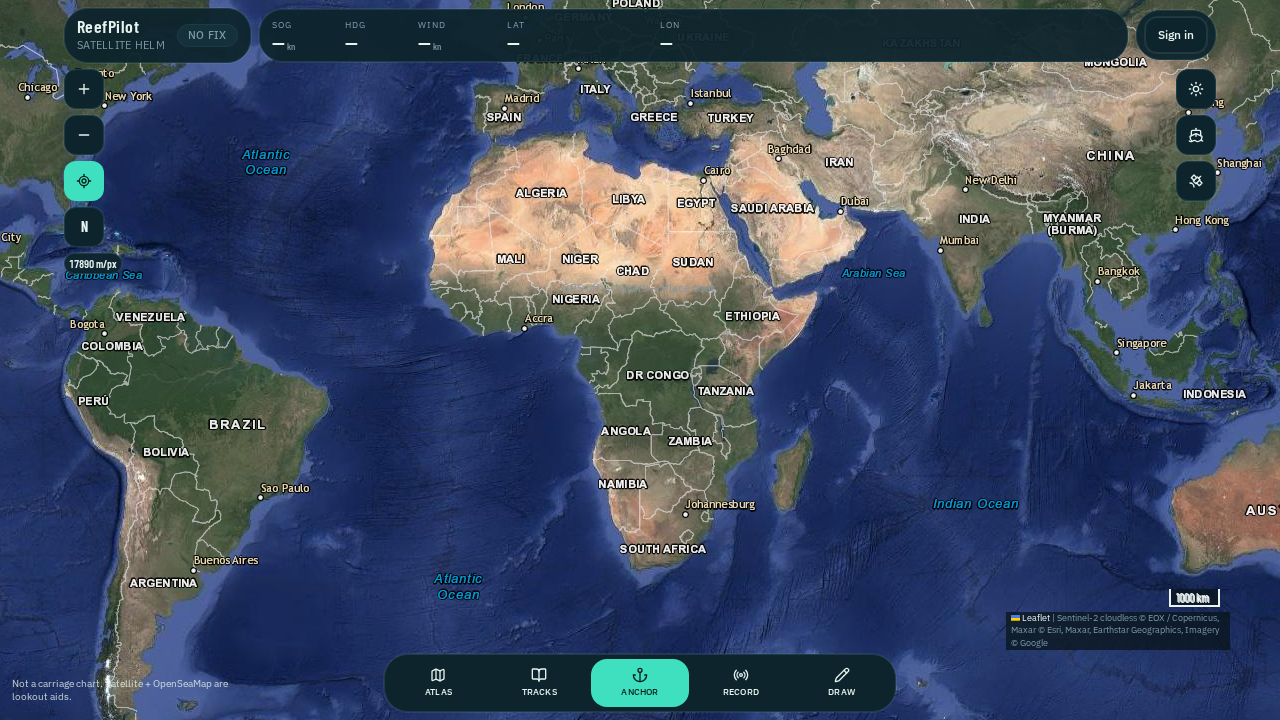 London
POLAND
ReefPilot
SATELLITE HELM
NO FIX
SOG
— kn
HDG
—
WIND
— kn
LAT
—
LON
—
Sign in
GERMANY
UKRAINE
KAZAKHSTAN
MONGOLIA
Chicago
New York
Madrid
SPAIN
ITALY
Istanbul
GREECE
TURKEY
Baghdad
IRAN
CHINA
Shanghai
Atlantic
Ocean
Cairo
ALGERIA
LIBYA
EGYPT
SAUDI ARABIA
Dubai
New Delhi
INDIA
MYANMAR
(BURMA)
Hong Kong
N
City
Mumbai
17890 m/px
Caribbean Sea
MALI
NIGER
CHAD
SUDAN
Arabian Sea
Bangkok
NIGERIA
VENEZUELA
Bogota
COLOMBIA
Accra
ETHIOPIA
Singapore
DR CONGO
TANZANIA
Jakarta
INDONESIA
PERÚ
BRAZIL
ANGOLA
ZAMBIA
BOLIVIA
NAMIBIA
Sao Paulo
Johannesburg
Indian Ocean
AUS
SOUTH AFRICA
Buenos Aires
ARGENTINA
Atlantic
Ocean
1000 km
Leaflet | Sentinel-2 cloudless © EOX / Copernicus,
Maxar © Esri, Maxar, Earthstar Geographics, Imagery
© Google
Not a carriage chart. Satellite + OpenSeaMap are
lookout aids.
ATLAS
TRACKS
ANCHOR
RECORD
DRAW